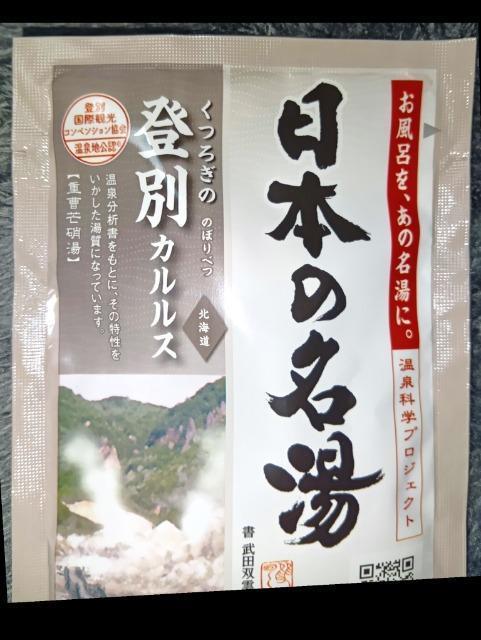 お風呂を、あの名湯に。
温泉科学プロジェクト
日本の名湯
書 武田双雲
くつろぎの
のぼりべつ
登別カルルス
北海道
登別
国際観光
コンベンション協会
温泉地公認
温泉分析書をもとに、その特性を
いかした湯質になっています。
【重曹芒硝湯】